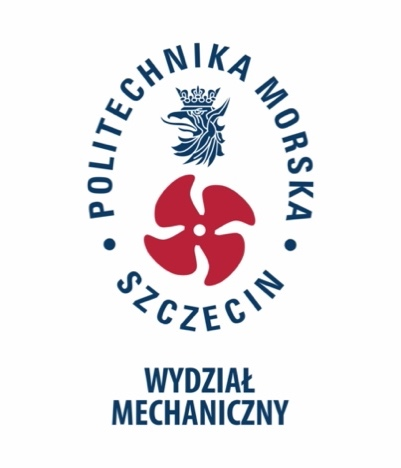 POLITECHNIKA MORSKA
• SZCZECIN •
WYDZIAŁ
MECHANICZNY